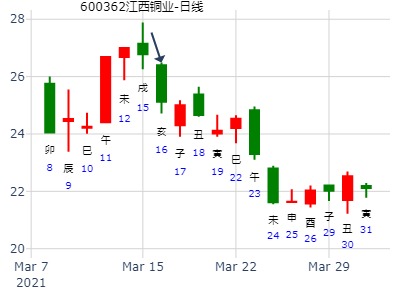 600362江西铜业-日线
28
26
24
22
20
卯
8
辰
9
巳
10
午
11
未
12
戌
15
亥
16
子
17
丑
18
寅
19
巳
22
午
23
未
24
申
25
酉
26
子
29
丑
30
寅
31
Mar 7
2021
Mar 15
Mar 22
Mar 29